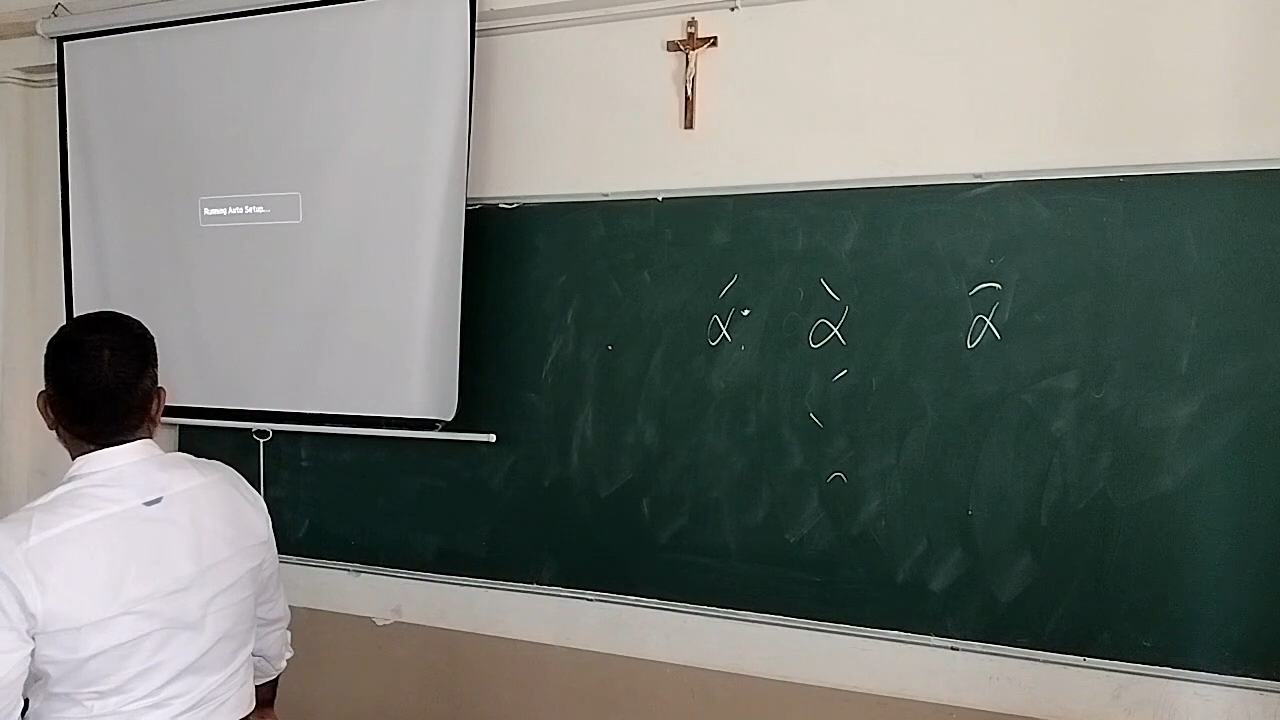 Running Auto Setup...
ά ὰ ᾶ
´
`
῀